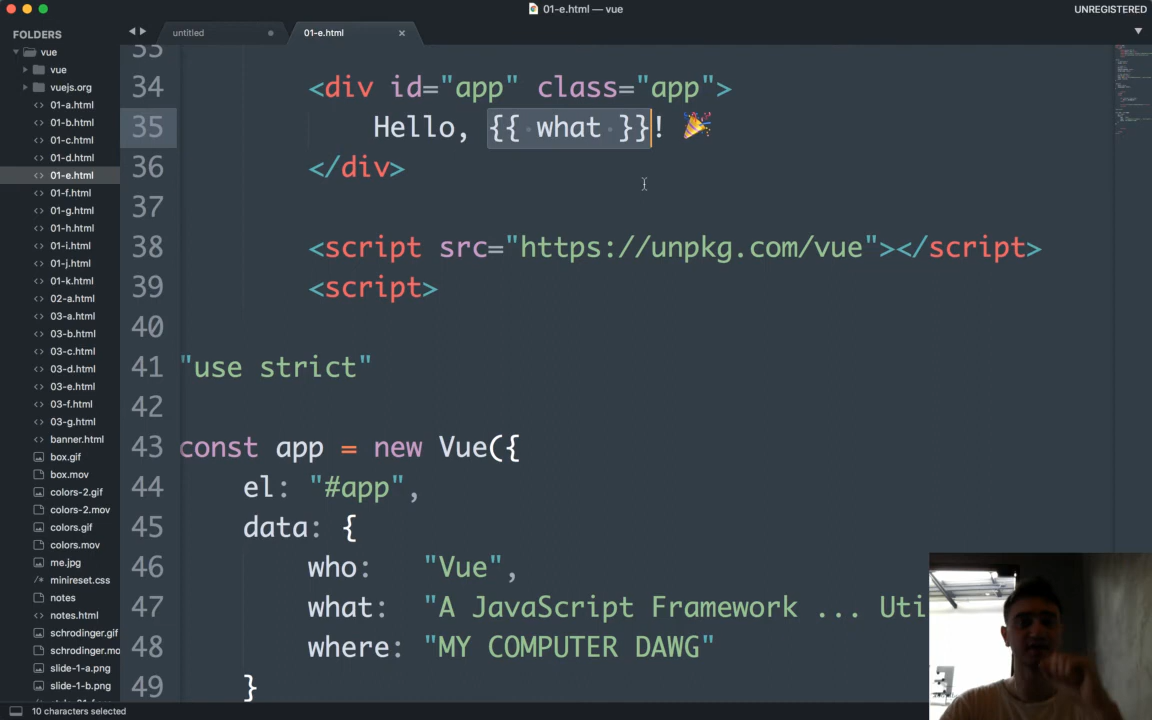 01-e.html — vue
UNREGISTERED
FOLDERS
untitled
01-e.html
vue
vue
vuejs.org
01-a.html
01-b.html
01-c.html
01-d.html
01-e.html
01-f.html
01-g.html
01-h.html
01-i.html
01-j.html
01-k.html
02-a.html
03-a.html
03-b.html
03-c.html
03-d.html
03-e.html
03-f.html
03-g.html
banner.html
box.gif
box.mov
colors-2.gif
colors-2.mov
colors.gif
colors.mov
me.jpg
minireset.css
notes
notes.html
schrodinger.gif
schrodinger.mo
slide-1-a.png
slide-1-b.png
33
34 <div id="app" class="app">
35 Hello, {{ what }}! 🎉
36 </div>
37
38 <script src="https://unpkg.com/vue"></script>
39 <script>
40
41 "use strict"
42
43 const app = new Vue({
44 el: "#app",
45 data: {
46 who: "Vue",
47 what: "A JavaScript Framework ... Uti
48 where: "MY COMPUTER DAWG"
49 }
10 characters selected